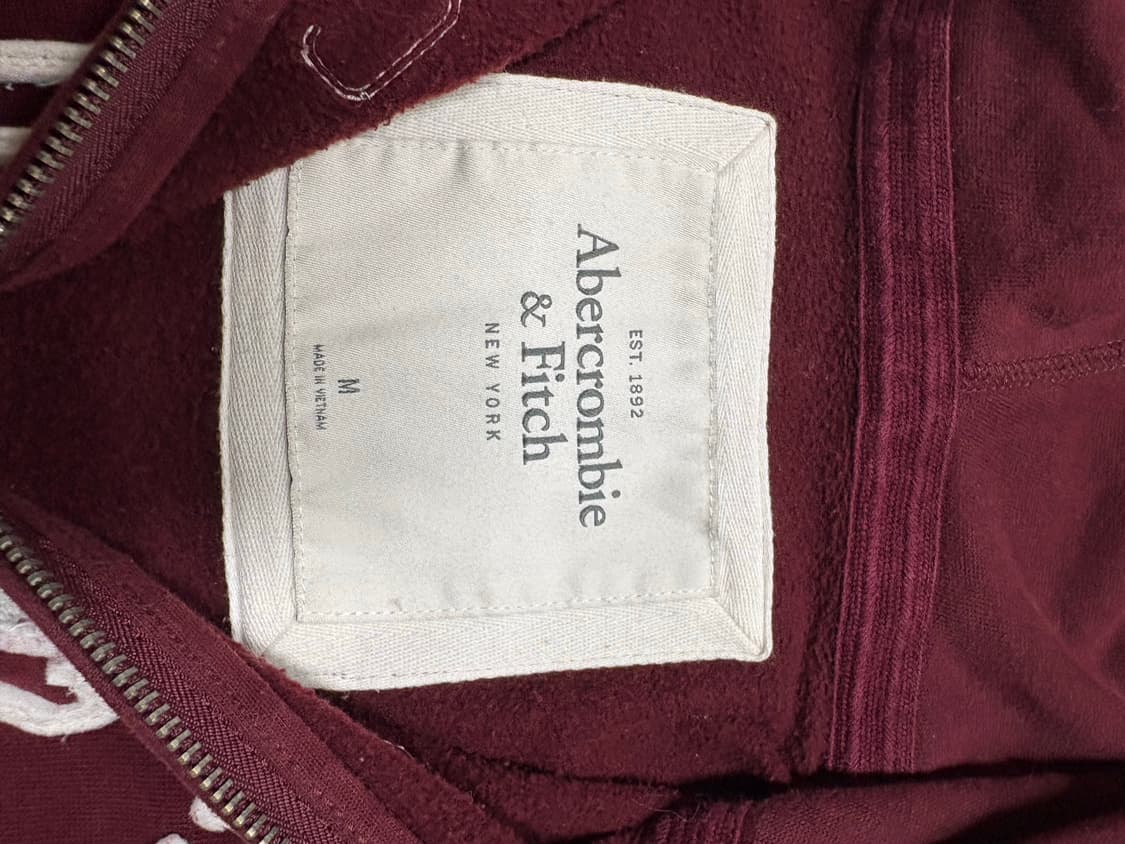 EST. 1892
Abercrombie
& Fitch
NEW YORK
M
MADE IN VIETNAM